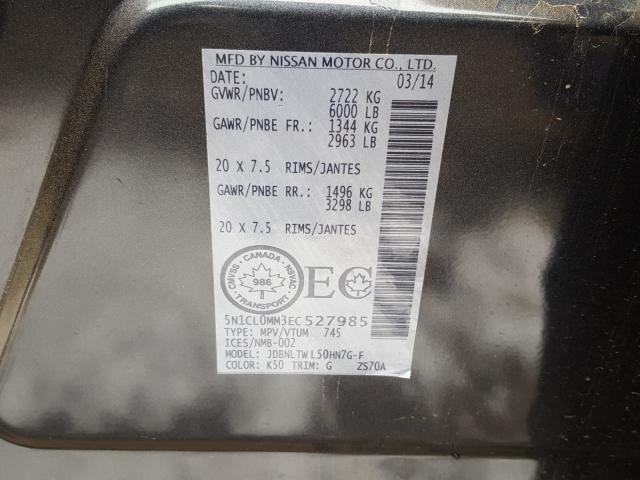 MFD BY NISSAN MOTOR CO., LTD.
DATE: 03/14
GVWR/PNBV: 2722 KG
6000 LB
GAWR/PNBE FR.: 1344 KG
2963 LB
20 X 7.5 RIMS/JANTES
GAWR/PNBE RR.: 1496 KG
3298 LB
20 X 7.5 RIMS/JANTES
CANADA
CMVSS NSVAC
986
TRANSPORT
EC
5N1CL0MM3EC527985
TYPE: MPV/VTUM 745
ICES/NMB-002
MODEL: JDBNLTW L50HN7G-F
COLOR: K50 TRIM: G ZS70A